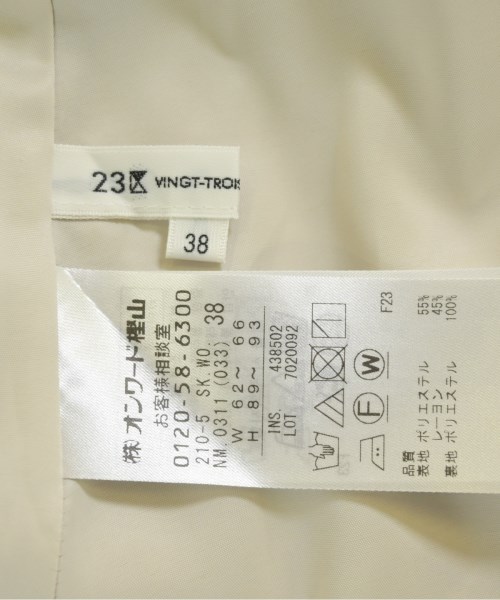 23区 VINGT-TROIS
38
(株)オンワード樫山
お客様相談室
0120-58-6300
210-5 SK WO
NM 0311 (033) 38
W 62～ 66
H 89～ 93
INS. 438502
LOT 7020092
W
F
F23
品質
表地 ポリエステル 55%
レーヨン 45%
裏地 ポリエステル 100%